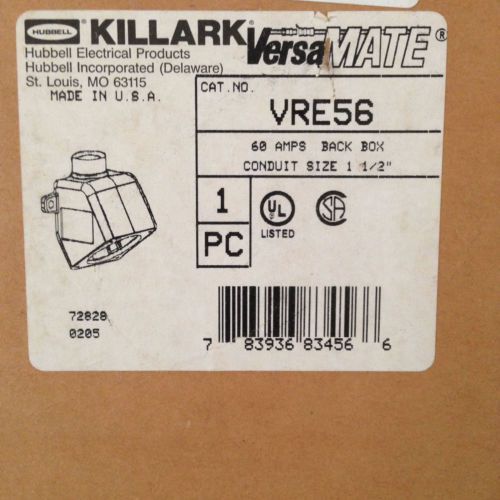 HUBBELL KILLARK VersaMATE®
Hubbell Electrical Products
Hubbell Incorporated (Delaware)
St. Louis, MO 63115
MADE IN U.S.A.
CAT.NO.
VRE56
60 AMPS BACK BOX
CONDUIT SIZE 1 1/2"
1
PC
UL
LISTED
SA
72828
0205
7 83936 83456 6